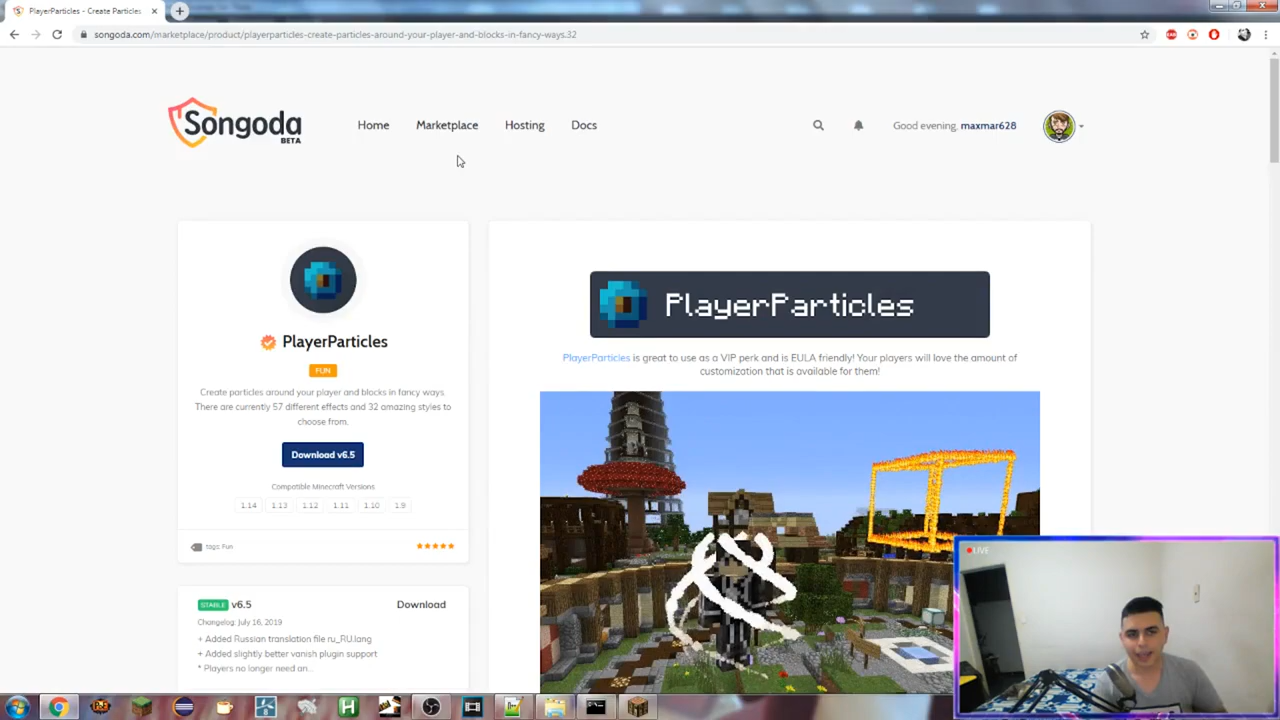 PlayerParticles - Create Particles
songoda.com/marketplace/product/playerparticles-create-particles-around-your-player-and-blocks-in-fancy-ways.32
Songoda
BETA
Home
Marketplace
Hosting
Docs
Good evening, maxmar628
PlayerParticles
FUN
Create particles around your player and blocks in fancy ways.
There are currently 57 different effects and 32 amazing styles to
choose from.
Download v6.5
Compatible Minecraft Versions
1.14 1.13 1.12 1.11 1.10 1.9
tags: Fun
STABLE v6.5
Download
Changelog: July 16, 2019
+ Added Russian translation file ru_RU.lang
+ Added slightly better vanish plugin support
* Players no longer need an...
PlayerParticles
PlayerParticles is great to use as a VIP perk and is EULA friendly! Your players will love the amount of
customization that is available for them!
LIVE